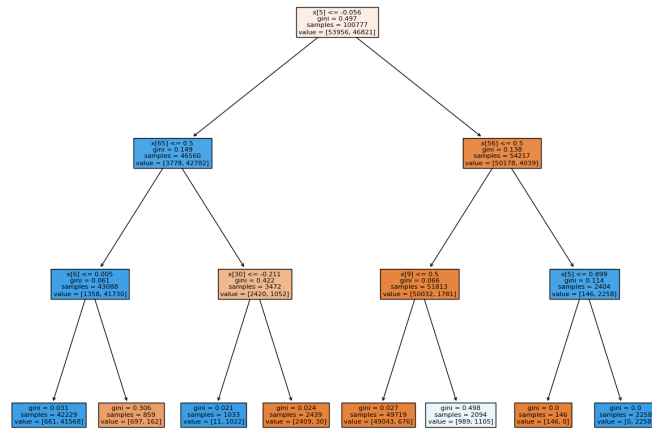 x[5] <= -0.056
gini = 0.497
samples = 100777
value = [53956, 46821]
x[65] <= 0.5
gini = 0.149
samples = 46560
value = [3778, 42782]
x[56] <= 0.5
gini = 0.138
samples = 54217
value = [50178, 4039]
x[6] <= 0.005
gini = 0.061
samples = 43088
value = [1358, 41730]
x[30] <= -0.211
gini = 0.422
samples = 3472
value = [2420, 1052]
x[9] <= 0.5
gini = 0.066
samples = 51813
value = [50032, 1781]
x[5] <= 0.899
gini = 0.114
samples = 2404
value = [146, 2258]
gini = 0.031
samples = 42229
value = [661, 41568]
gini = 0.306
samples = 859
value = [697, 162]
gini = 0.021
samples = 1033
value = [11, 1022]
gini = 0.024
samples = 2439
value = [2409, 30]
gini = 0.027
samples = 49719
value = [49043, 676]
gini = 0.498
samples = 2094
value = [989, 1105]
gini = 0.0
samples = 146
value = [146, 0]
gini = 0.0
samples = 2258
value = [0, 2258]